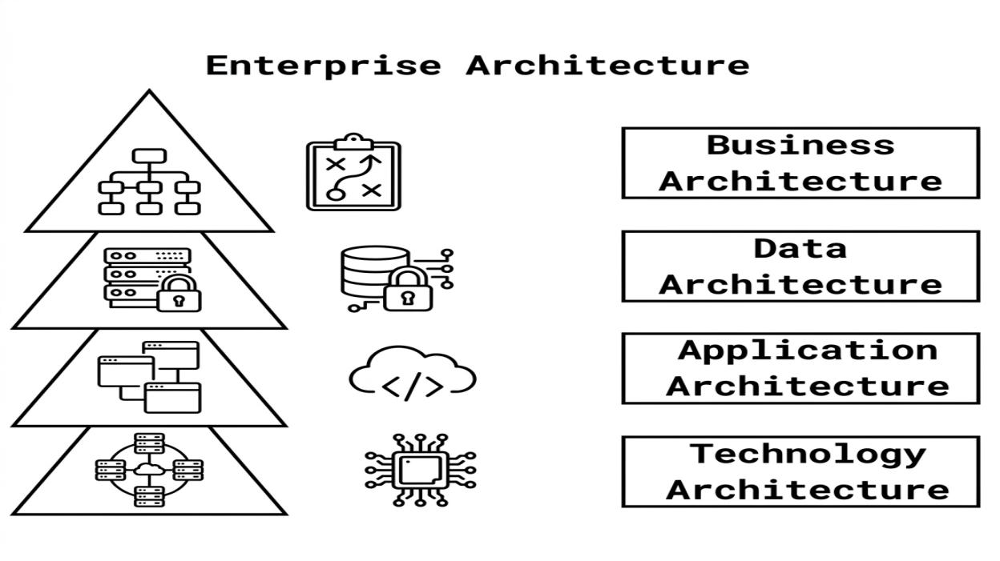 Enterprise Architecture
Business
Architecture
Data
Architecture
Application
Architecture
</>
Technology
Architecture